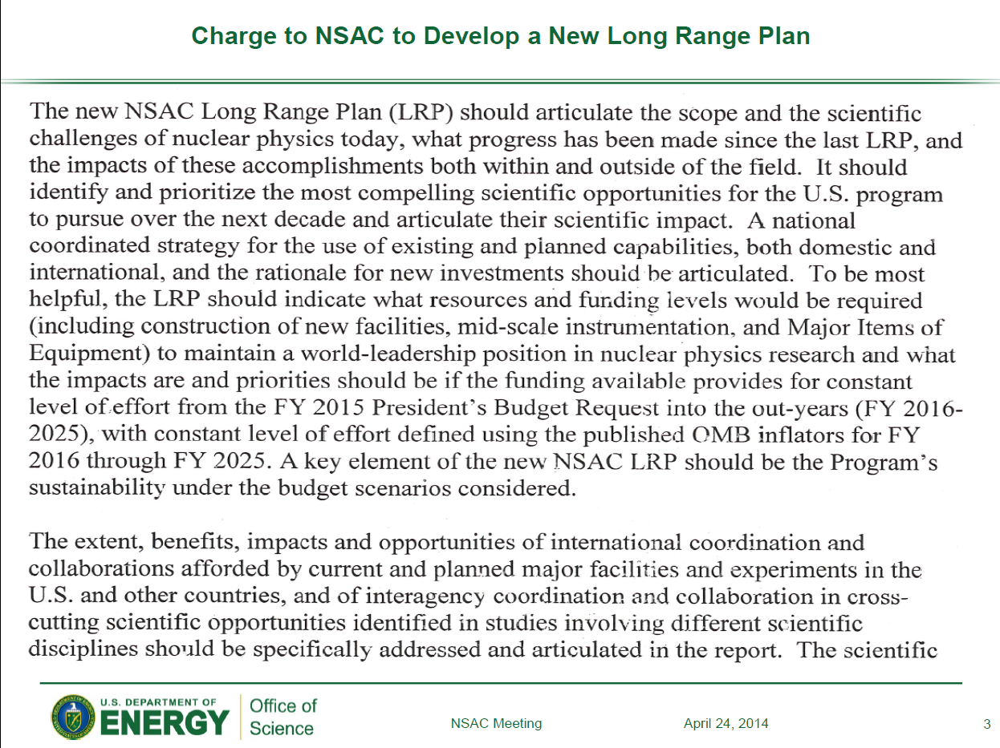 Charge to NSAC to Develop a New Long Range Plan
The new NSAC Long Range Plan (LRP) should articulate the scope and the scientific
challenges of nuclear physics today, what progress has been made since the last LRP, and
the impacts of these accomplishments both within and outside of the field.  It should
identify and prioritize the most compelling scientific opportunities for the U.S. program
to pursue over the next decade and articulate their scientific impact.  A national
coordinated strategy for the use of existing and planned capabilities, both domestic and
international, and the rationale for new investments should be articulated.  To be most
helpful, the LRP should indicate what resources and funding levels would be required
(including construction of new facilities, mid-scale instrumentation, and Major Items of
Equipment) to maintain a world-leadership position in nuclear physics research and what
the impacts are and priorities should be if the funding available provides for constant
level of effort from the FY 2015 President's Budget Request into the out-years (FY 2016-
2025), with constant level of effort defined using the published OMB inflators for FY
2016 through FY 2025. A key element of the new NSAC LRP should be the Program's
sustainability under the budget scenarios considered.
The extent, benefits, impacts and opportunities of international coordination and
collaborations afforded by current and planned major facilities and experiments in the
U.S. and other countries, and of interagency coordination and collaboration in cross-
cutting scientific opportunities identified in studies involving different scientific
disciplines should be specifically addressed and articulated in the report.  The scientific
U.S. DEPARTMENT OF
ENERGY
Office of
Science
NSAC Meeting
April 24, 2014
3